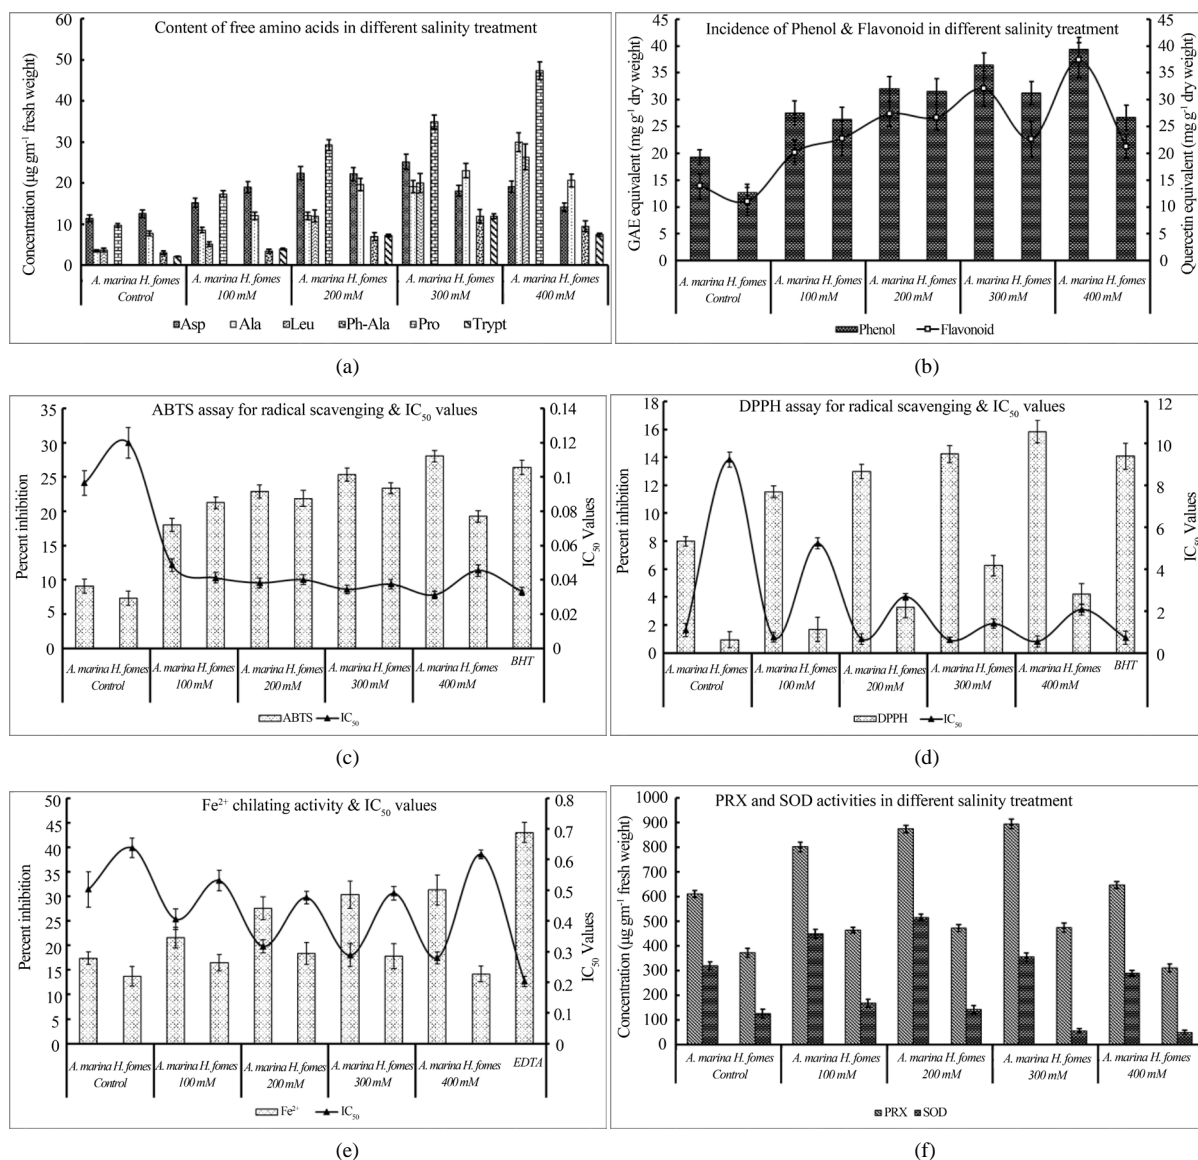 Content of free amino acids in different salinity treatment
Concentration (µg gm⁻¹ fresh weight)
60
50
40
30
20
10
0
A. marina H. fomes A. marina H. fomes A. marina H. fomes A. marina H. fomes A. marina H. fomes
Control 100 mM 200 mM 300 mM 400 mM
Asp Ala Leu Ph-Ala Pro Trypt
(a)
Incidence of Phenol & Flavonoid in different salinity treatment
GAE equivalent (mg g⁻¹ dry weight)
45
40
35
30
25
20
15
10
5
0
45
40
35
30
25
20
15
10
5
0
Quercetin equivalent (mg g⁻¹ dry weight)
A. marina H. fomes A. marina H. fomes A. marina H. fomes A. marina H. fomes A. marina H. fomes
Control 100 mM 200 mM 300 mM 400 mM
Phenol Flavonoid
(b)
ABTS assay for radical scavenging & IC₅₀ values
Percent inhibition
35
30
25
20
15
10
5
0
0.14
0.12
0.1
0.08
0.06
0.04
0.02
0
IC₅₀ Values
A. marina H. fomes A. marina H. fomes A. marina H. fomes A. marina H. fomes A. marina H. fomes BHT
Control 100 mM 200 mM 300 mM 400 mM
ABTS IC₅₀
(c)
DPPH assay for radical scavenging & IC₅₀ values
Percent inhibition
18
16
14
12
10
8
6
4
2
0
12
10
8
6
4
2
0
IC₅₀ Values
A. marina H. fomes A. marina H. fomes A. marina H. fomes A. marina H. fomes A. marina H. fomes BHT
Control 100 mM 200 mM 300 mM 400 mM
DPPH IC₅₀
(d)
Fe²⁺ chilating activity & IC₅₀ values
Percent inhibition
50
45
40
35
30
25
20
15
10
5
0
0.8
0.7
0.6
0.5
0.4
0.3
0.2
0.1
0
IC₅₀ Values
A. marina H. fomes A. marina H. fomes A. marina H. fomes A. marina H. fomes A. marina H. fomes EDTA
Control 100 mM 200 mM 300 mM 400 mM
Fe²⁺ IC₅₀
(e)
PRX and SOD activities in different salinity treatment
Concentration (µg gm⁻¹ fresh weight)
1000
900
800
700
600
500
400
300
200
100
0
A. marina H. fomes A. marina H. fomes A. marina H. fomes A. marina H. fomes A. marina H. fomes
Control 100 mM 200 mM 300 mM 400 mM
PRX SOD
(f)